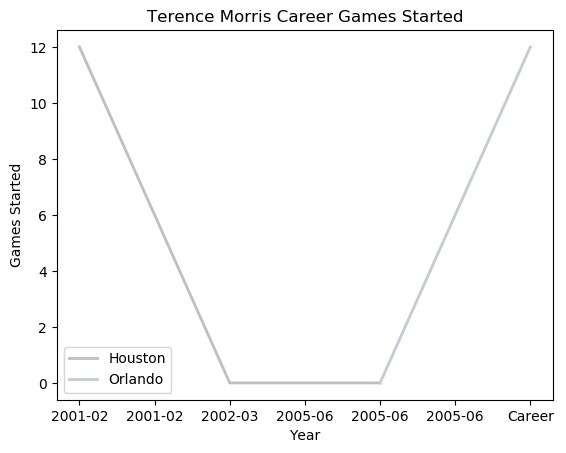 Terence Morris Career Games Started
12
10
8
6
4
2
0
Games Started
Houston
Orlando
2001-02 2001-02 2002-03 2005-06 2005-06 2005-06 Career
Year